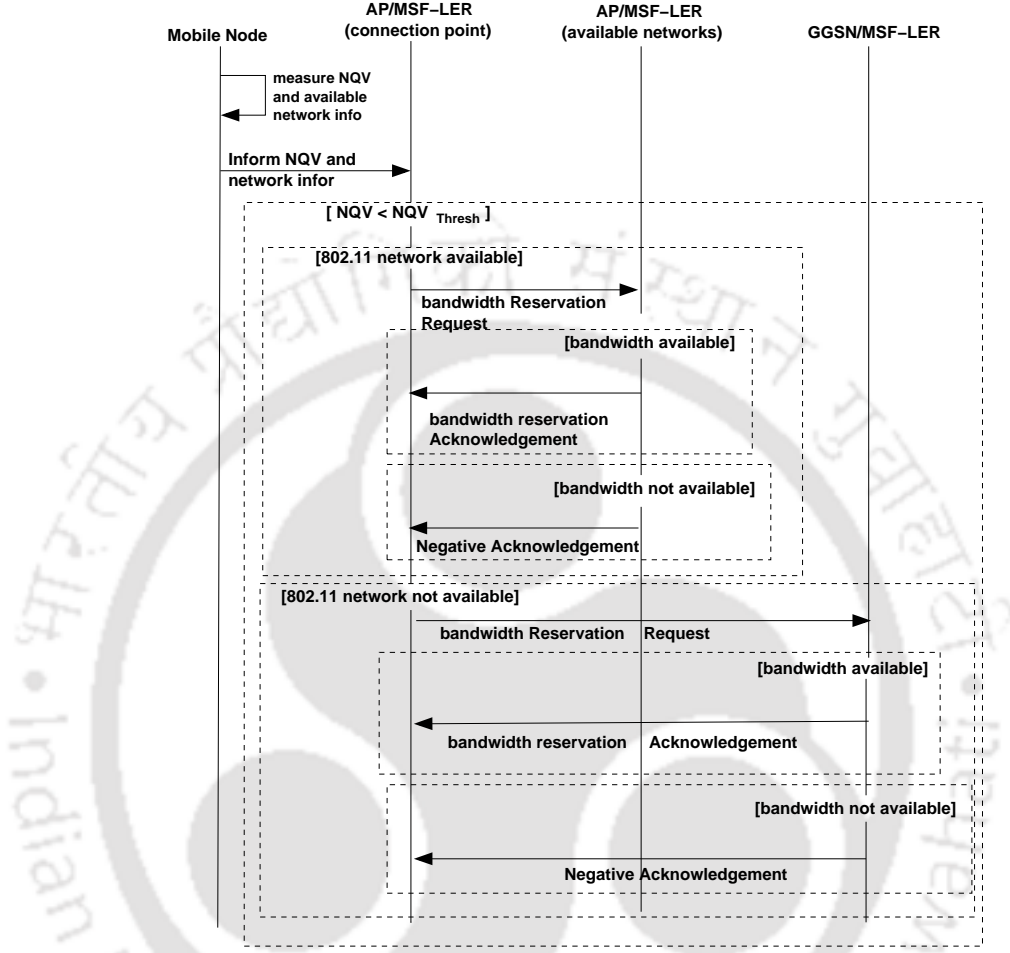 Mobile Node
AP/MSF−LER
(connection point)
AP/MSF−LER
(available networks)
GGSN/MSF−LER
measure NQV
and available
network info
Inform NQV and
network infor
[ NQV < NQV Thresh ]
[802.11 network available]
bandwidth Reservation
Request
[bandwidth available]
bandwidth reservation
Acknowledgement
[bandwidth not available]
Negative Acknowledgement
[802.11 network not available]
bandwidth Reservation Request
[bandwidth available]
bandwidth reservation Acknowledgement
[bandwidth not available]
Negative Acknowledgement
भारतीय प्रौद्योगिकी संस्थान गुवाहाटी
Indian